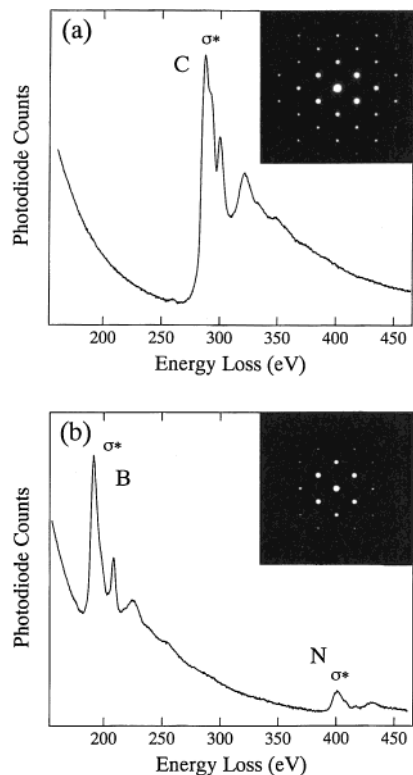 (a)
σ*
C
Photodiode Counts
200 250 300 350 400 450
Energy Loss (eV)
(b)
σ*
B
N
σ*
Photodiode Counts
200 250 300 350 400 450
Energy Loss (eV)